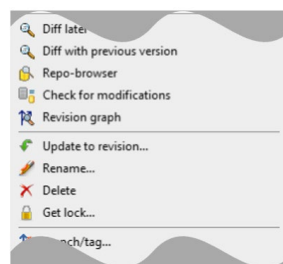 Diff later
Diff with previous version
Repo-browser
Check for modifications
Revision graph
Update to revision...
Rename...
Delete
Get lock...
/tag...